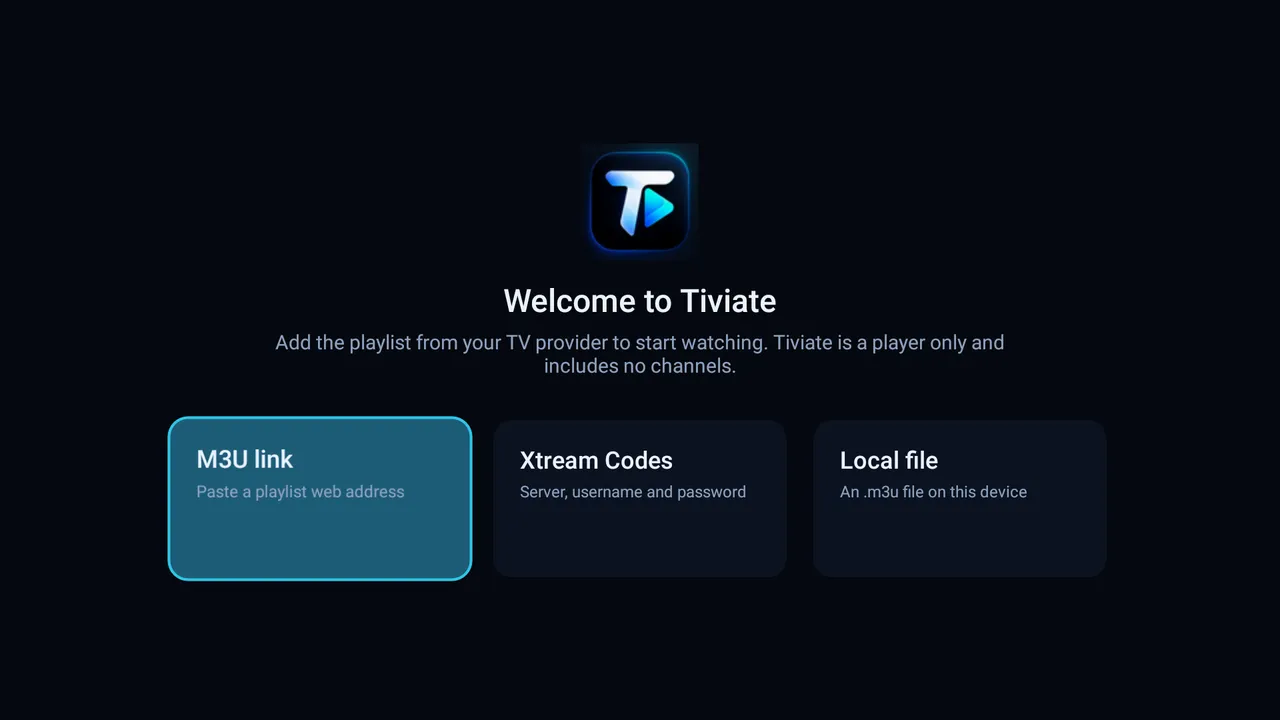 Welcome to Tiviate
Add the playlist from your TV provider to start watching. Tiviate is a player only and
includes no channels.
M3U link
Paste a playlist web address
Xtream Codes
Server, username and password
Local file
An .m3u file on this device